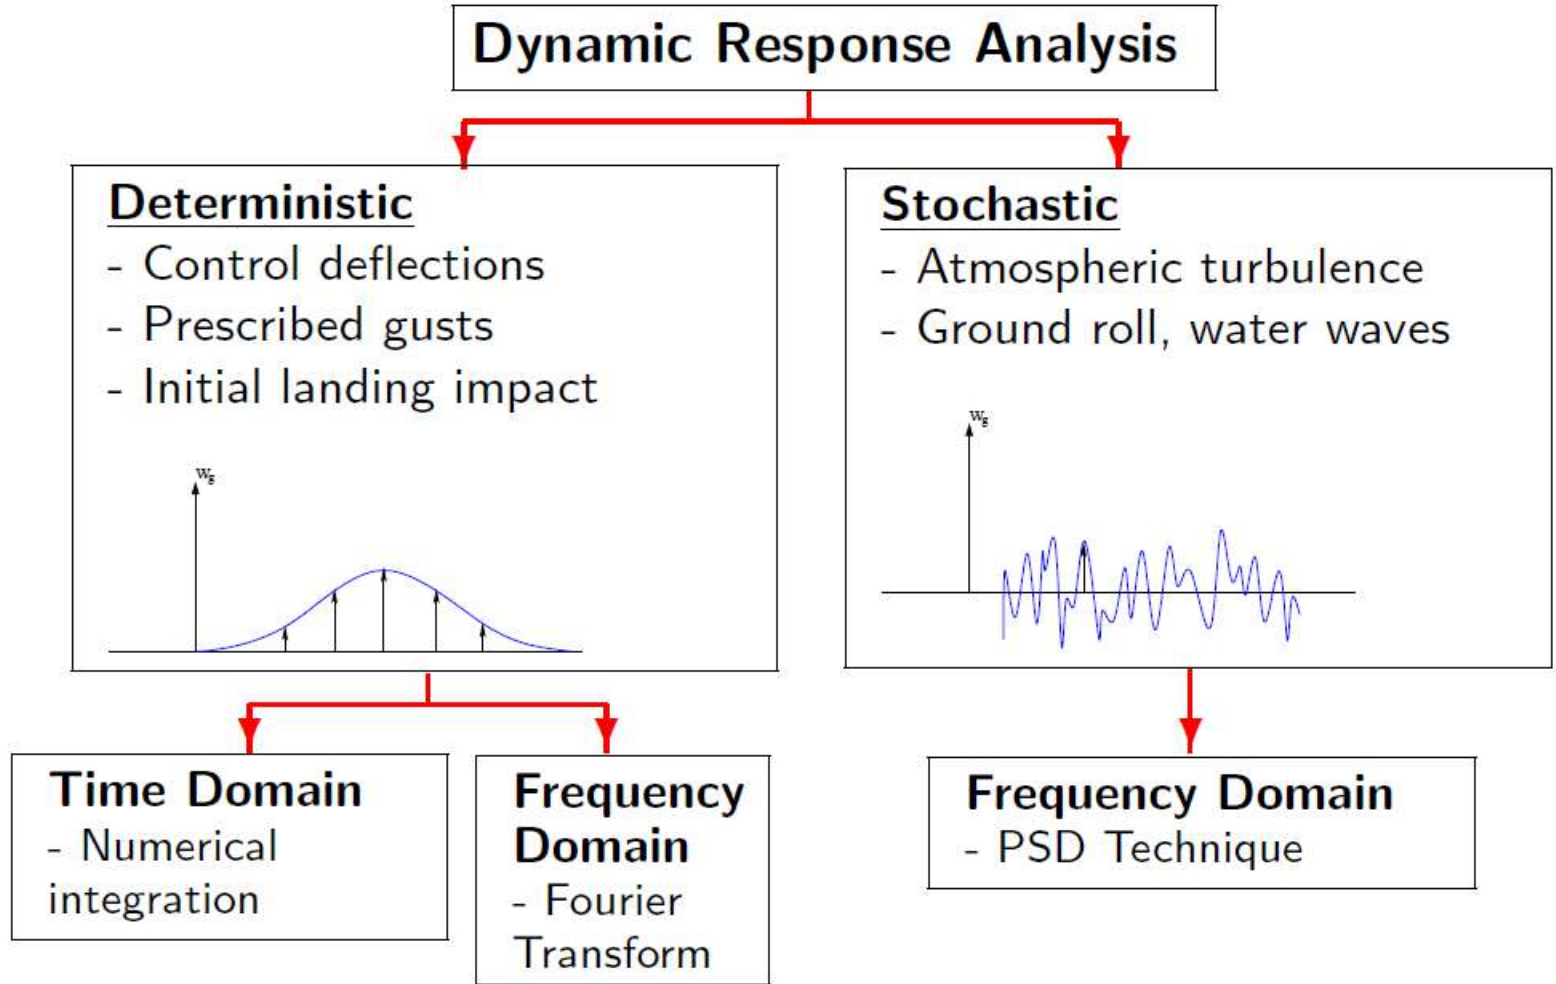 Dynamic Response Analysis
Deterministic
- Control deflections
- Prescribed gusts
- Initial landing impact
wg
Stochastic
- Atmospheric turbulence
- Ground roll, water waves
wg
Time Domain
- Numerical
integration
Frequency
Domain
- Fourier
Transform
Frequency Domain
- PSD Technique